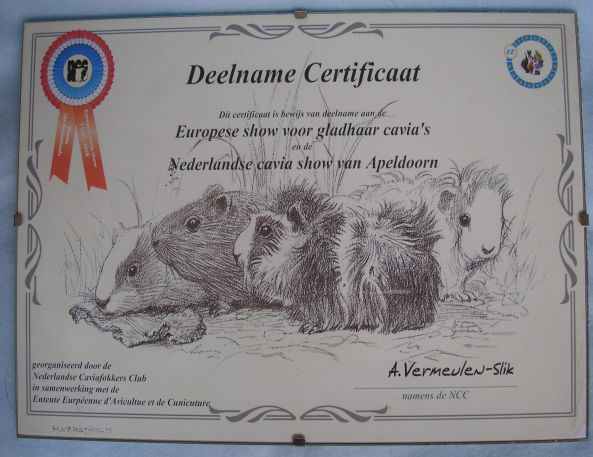 Deelname Certificaat
Dit certificaat is bewijs van deelname aan de
Europese show voor gladhaar cavia's
en de
Nederlandse cavia show van Apeldoorn
georganiseerd door de
Nederlandse Caviafokkers Club
in samenwerking met de
Entente Européenne d'Avicultue et de Cuniculture
A. Vermeulen-Slik
namens de NCC